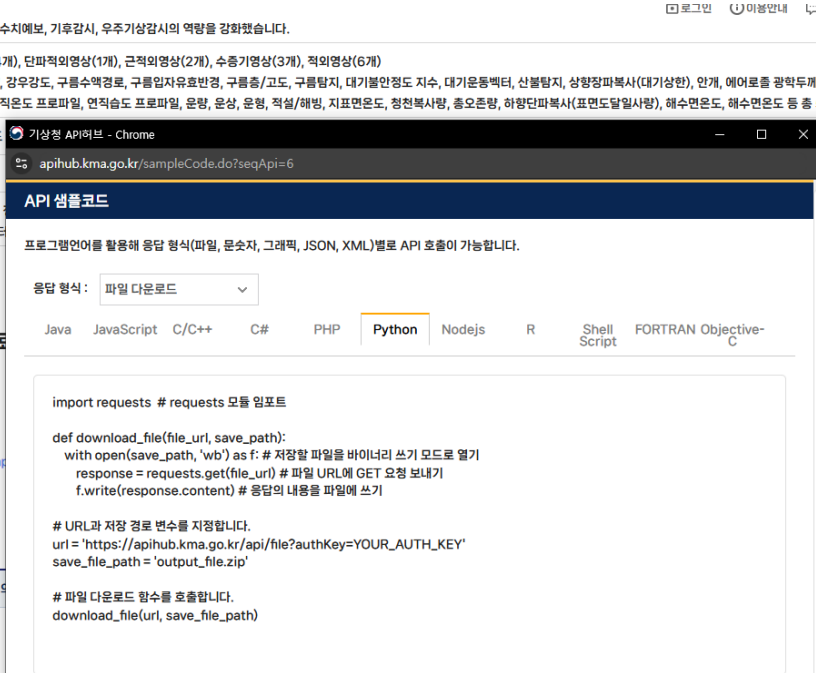 로그인 이용안내
수치예보, 기후감시, 우주기상감시의 역량을 강화했습니다.
개), 단파적외영상(1개), 근적외영상(2개), 수증기영상(3개), 적외영상(6개)
, 강우강도, 구름수액경로, 구름입자유효반경, 구름층/고도, 구름탐지, 대기불안정도 지수, 대기운동벡터, 산불탐지, 상향장파복사(대기상한), 안개, 에어로졸 광학두께
직온도 프로파일, 연직습도 프로파일, 운량, 운상, 운형, 적설/해빙, 지표면온도, 청천복사량, 총오존량, 하향단파복사(표면도달일사량), 해수면온도, 해수면온도 등 총
기상청 API허브 - Chrome
apihub.kma.go.kr/sampleCode.do?seqApi=6
API 샘플코드
프로그램언어를 활용해 응답 형식(파일, 문숫자, 그래픽, JSON, XML)별로 API 호출이 가능합니다.
응답 형식 : 파일 다운로드
Java JavaScript C/C++ C# PHP Python Nodejs R Shell Script FORTRAN Objective-C
import requests # requests 모듈 임포트
def download_file(file_url, save_path):
with open(save_path, 'wb') as f: # 저장할 파일을 바이너리 쓰기 모드로 열기
response = requests.get(file_url) # 파일 URL에 GET 요청 보내기
f.write(response.content) # 응답의 내용을 파일에 쓰기
# URL과 저장 경로 변수를 지정합니다.
url = 'https://apihub.kma.go.kr/api/file?authKey=YOUR_AUTH_KEY'
save_file_path = 'output_file.zip'
# 파일 다운로드 함수를 호출합니다.
download_file(url, save_file_path)